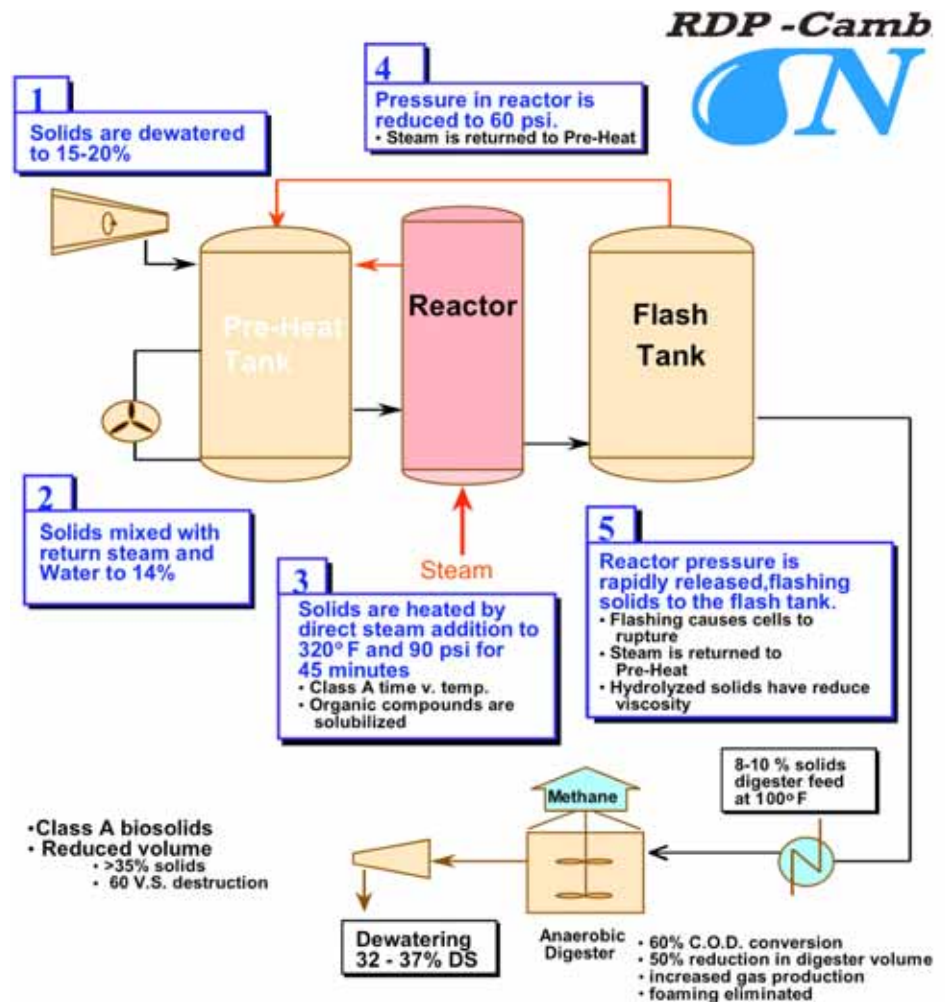 RDP -Camb
N
1
Solids are dewatered
to 15-20%
4
Pressure in reactor is
reduced to 60 psi.
• Steam is returned to Pre-Heat
Pre-Heat
Tank
Reactor
Flash
Tank
2
Solids mixed with
return steam and
Water to 14%
Steam
3
Solids are heated by
direct steam addition to
320° F and 90 psi for
45 minutes
• Class A time v. temp.
• Organic compounds are
solubilized
5
Reactor pressure is
rapidly released,flashing
solids to the flash tank.
• Flashing causes cells to
rupture
• Steam is returned to
Pre-Heat
• Hydrolyzed solids have reduce
viscosity
8-10 % solids
digester feed
at 100° F
Methane
•Class A biosolids
• Reduced volume
• >35% solids
• 60 V.S. destruction
Dewatering
32 - 37% DS
Anaerobic
Digester
• 60% C.O.D. conversion
• 50% reduction in digester volume
• increased gas production
• foaming eliminated